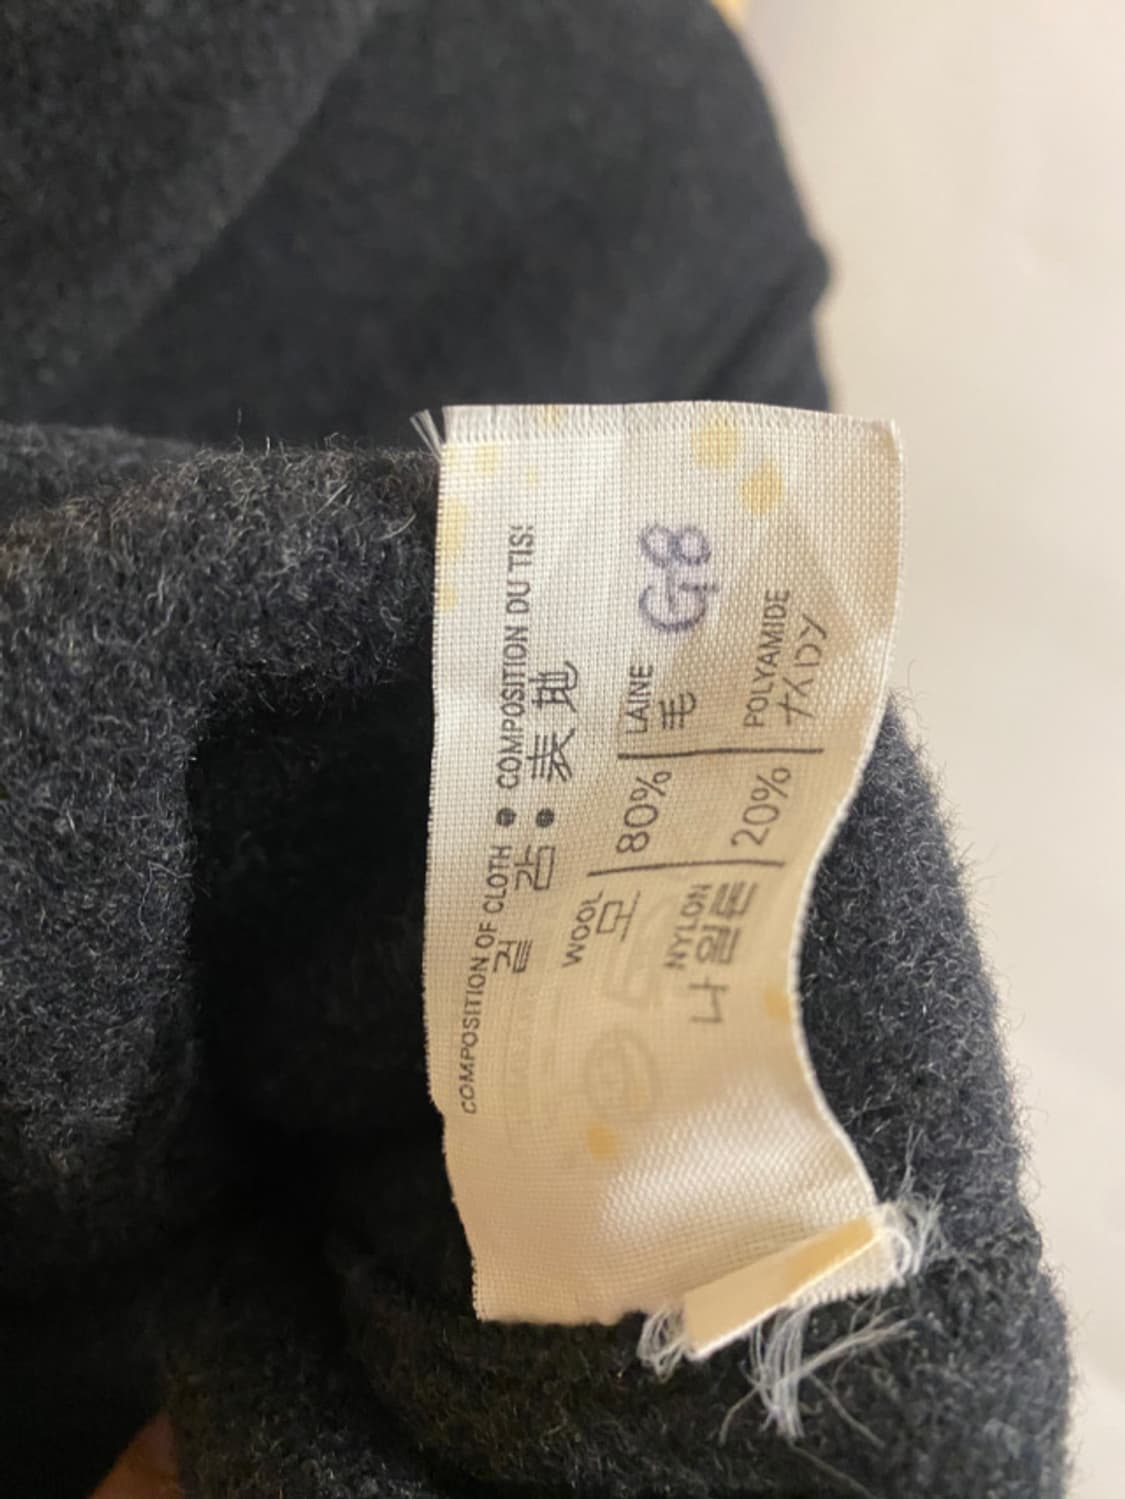 COMPOSITION OF CLOTH ● COMPOSITION DU TIS
겉 감 ● 表地
WOOL 80% LAINE
모 毛
G8
NYLON 20% POLYAMIDE
나일론 ナイロン